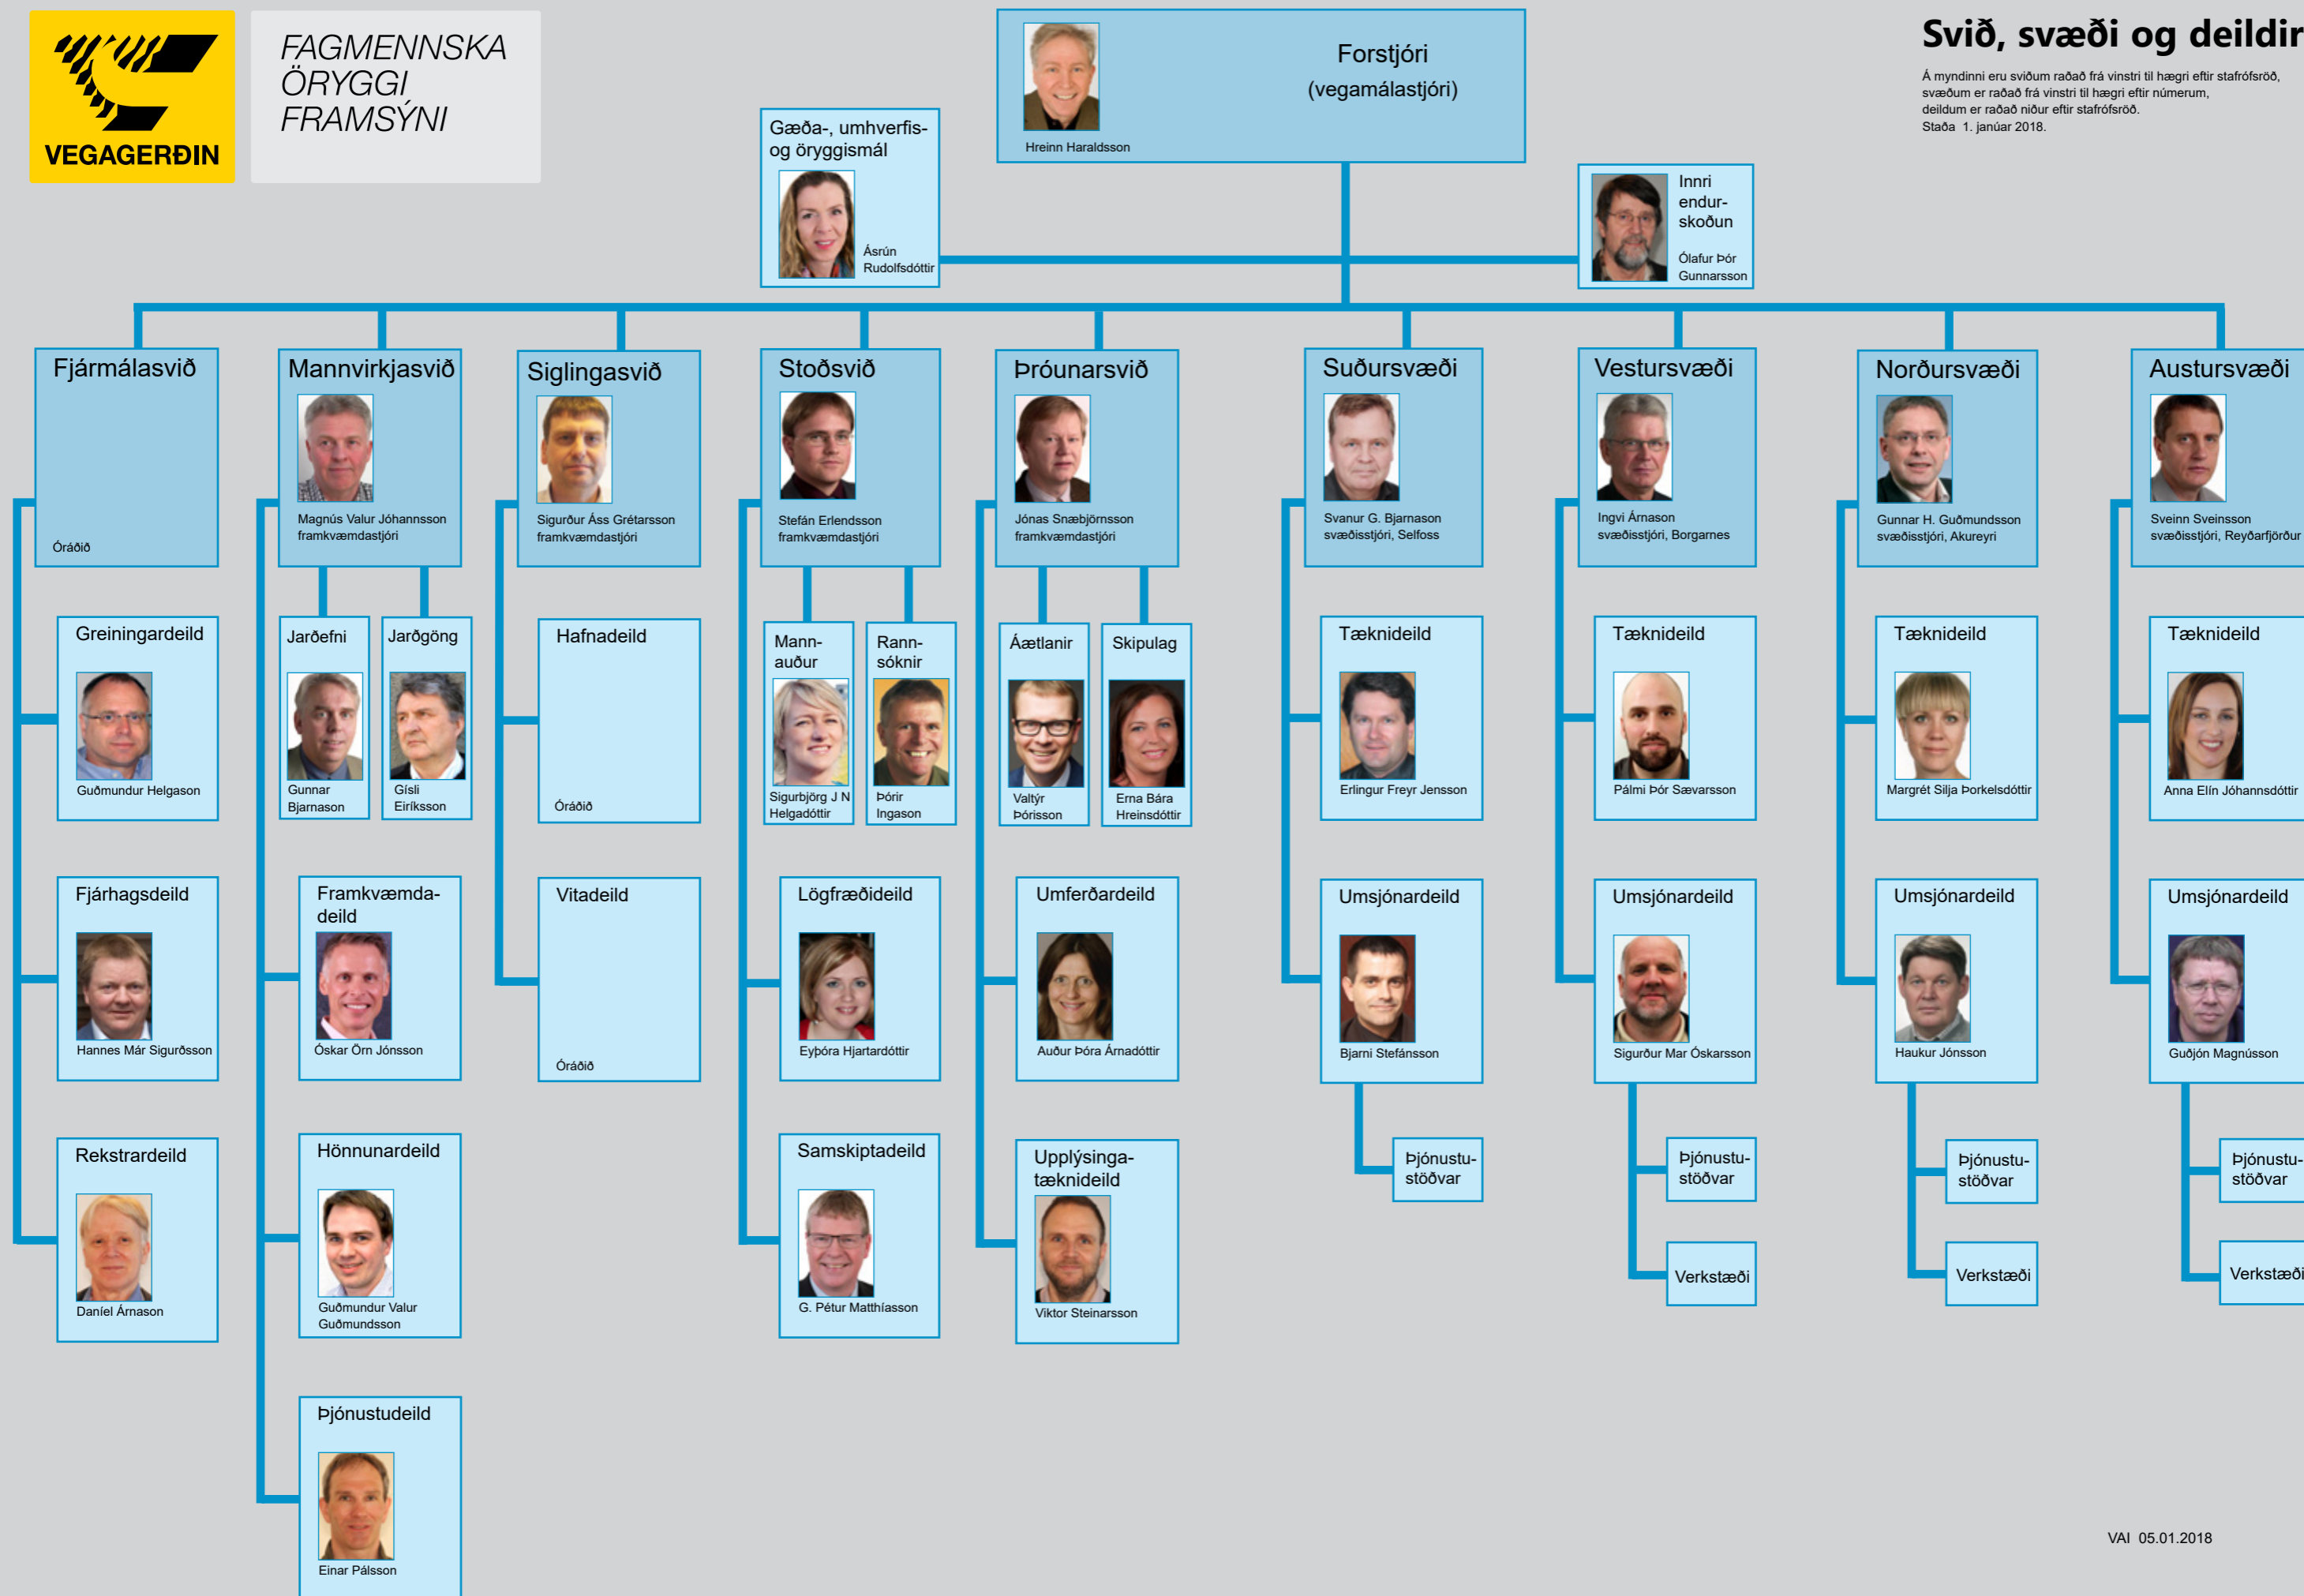 VEGAGERÐIN
FAGMENNSKA
ÖRYGGI
FRAMSÝNI
Forstjóri
(vegamálastjóri)
Hreinn Haraldsson
Svið, svæði og deildir
Á myndinni eru sviðum raðað frá vinstri til hægri eftir stafrófsröð,
svæðum er raðað frá vinstri til hægri eftir númerum,
deildum er raðað niður eftir stafrófsröð.
Staða 1. janúar 2018.
Gæða-, umhverfis-
og öryggismál
Ásrún
Rudolfsdóttir
Innri
endur-
skoðun
Ólafur Þór
Gunnarsson
Fjármálasvið
Óráðið
Mannvirkjasvið
Magnús Valur Jóhannsson
framkvæmdastjóri
Siglingasvið
Sigurður Áss Grétarsson
framkvæmdastjóri
Stoðsvið
Stefán Erlendsson
framkvæmdastjóri
Þróunarsvið
Jónas Snæbjörnsson
framkvæmdastjóri
Suðursvæði
Svanur G. Bjarnason
svæðisstjóri, Selfoss
Vestursvæði
Ingvi Árnason
svæðisstjóri, Borgarnes
Norðursvæði
Gunnar H. Guðmundsson
svæðisstjóri, Akureyri
Austursvæði
Sveinn Sveinsson
svæðisstjóri, Reyðarfjörður
Greiningardeild
Guðmundur Helgason
Jarðefni
Gunnar
Bjarnason
Jarðgöng
Gísli
Eiríksson
Hafnadeild
Óráðið
Mann-
auður
Sigurbjörg J N
Helgadóttir
Rann-
sóknir
Þórir
Ingason
Áætlanir
Valtýr
Þórisson
Skipulag
Erna Bára
Hreinsdóttir
Tæknideild
Erlingur Freyr Jensson
Tæknideild
Pálmi Þór Sævarsson
Tæknideild
Margrét Silja Þorkelsdóttir
Tæknideild
Anna Elín Jóhannsdóttir
Fjárhagsdeild
Hannes Már Sigurðsson
Framkvæmda-
deild
Óskar Örn Jónsson
Vitadeild
Óráðið
Lögfræðideild
Eyþóra Hjartardóttir
Umferðardeild
Auður Þóra Árnadóttir
Umsjónardeild
Bjarni Stefánsson
Umsjónardeild
Sigurður Mar Óskarsson
Umsjónardeild
Haukur Jónsson
Umsjónardeild
Guðjón Magnússon
Rekstrardeild
Daníel Árnason
Hönnunardeild
Guðmundur Valur
Guðmundsson
Samskiptadeild
G. Pétur Matthíasson
Upplýsinga-
tæknideild
Viktor Steinarsson
Þjónustu-
stöðvar
Þjónustu-
stöðvar
Þjónustu-
stöðvar
Þjónustu-
stöðvar
Verkstæði
Verkstæði
Verkstæði
Þjónustudeild
Einar Pálsson
VAI 05.01.2018